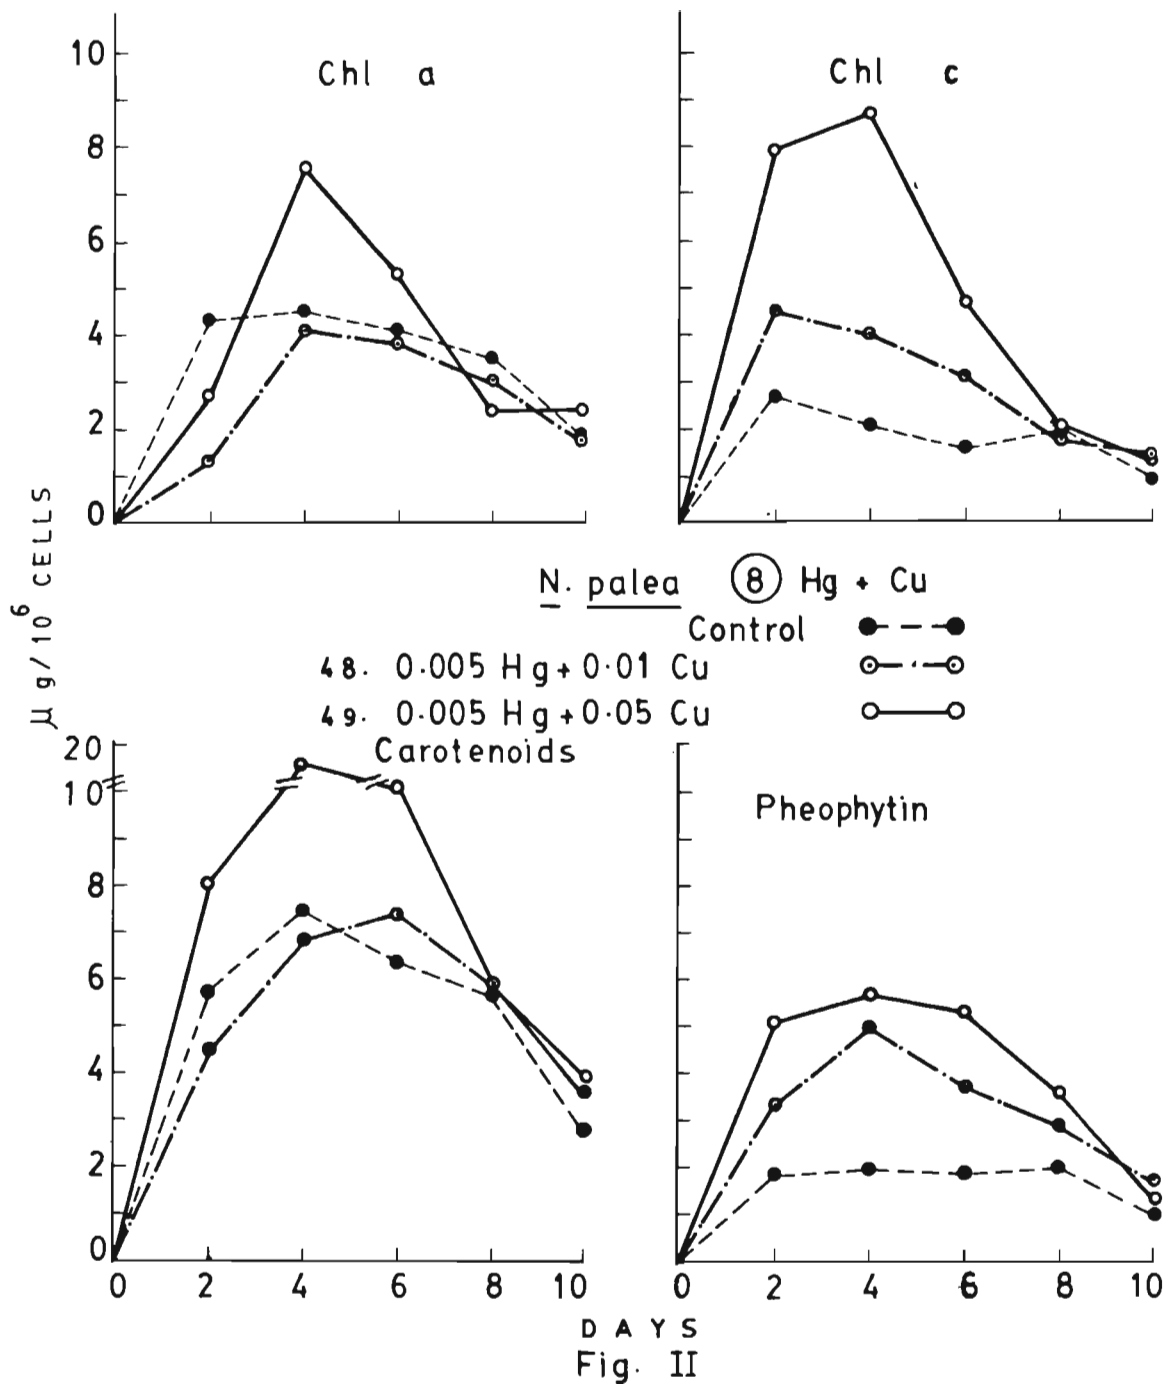 Chl a
Chl c
10
8
6
4
2
0
µg/10⁶ CELLS
N. palea ⑧ Hg + Cu
Control
48. 0·005 Hg+0·01 Cu
49. 0·005 Hg+0·05 Cu
Carotenoids
Pheophytin
20
10
8
6
4
2
0
0 2 4 6 8 10
0 2 4 6 8 10
DAYS
Fig. II